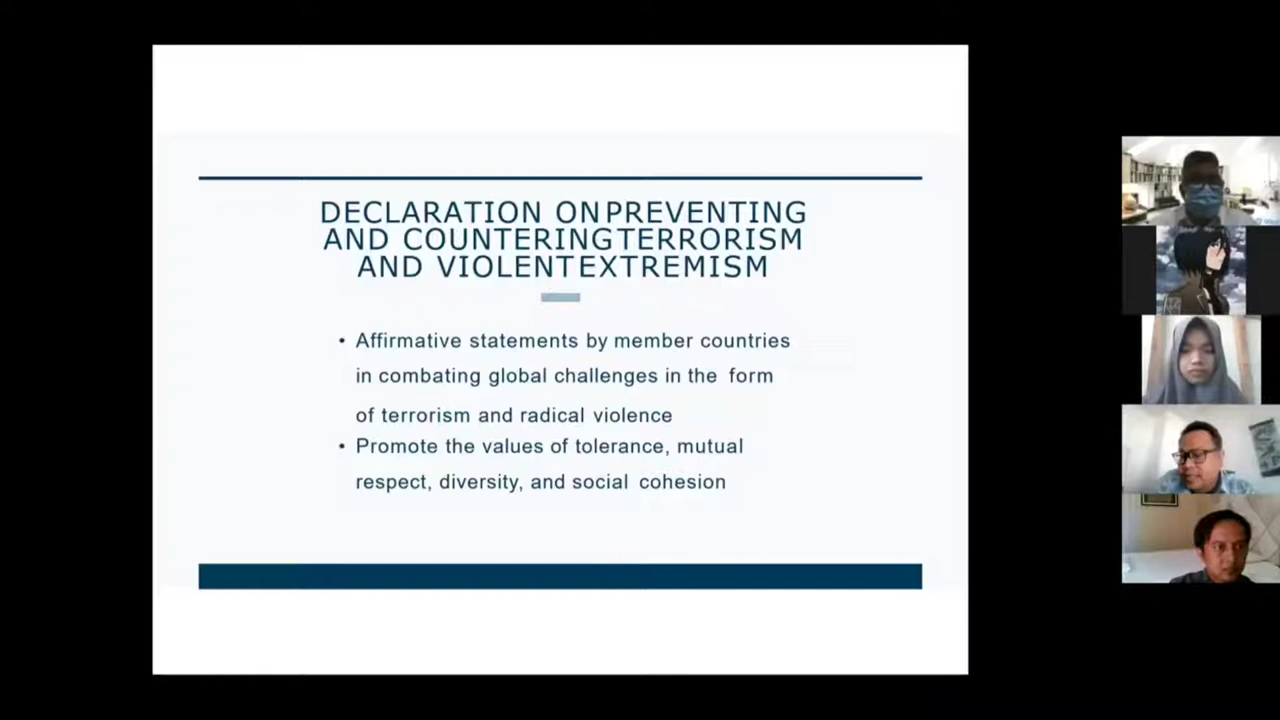 DECLARATION ON PREVENTING
AND COUNTERING TERRORISM
AND VIOLENT EXTREMISM
• Affirmative statements by member countries
in combating global challenges in the form
of terrorism and radical violence
• Promote the values of tolerance, mutual
respect, diversity, and social cohesion